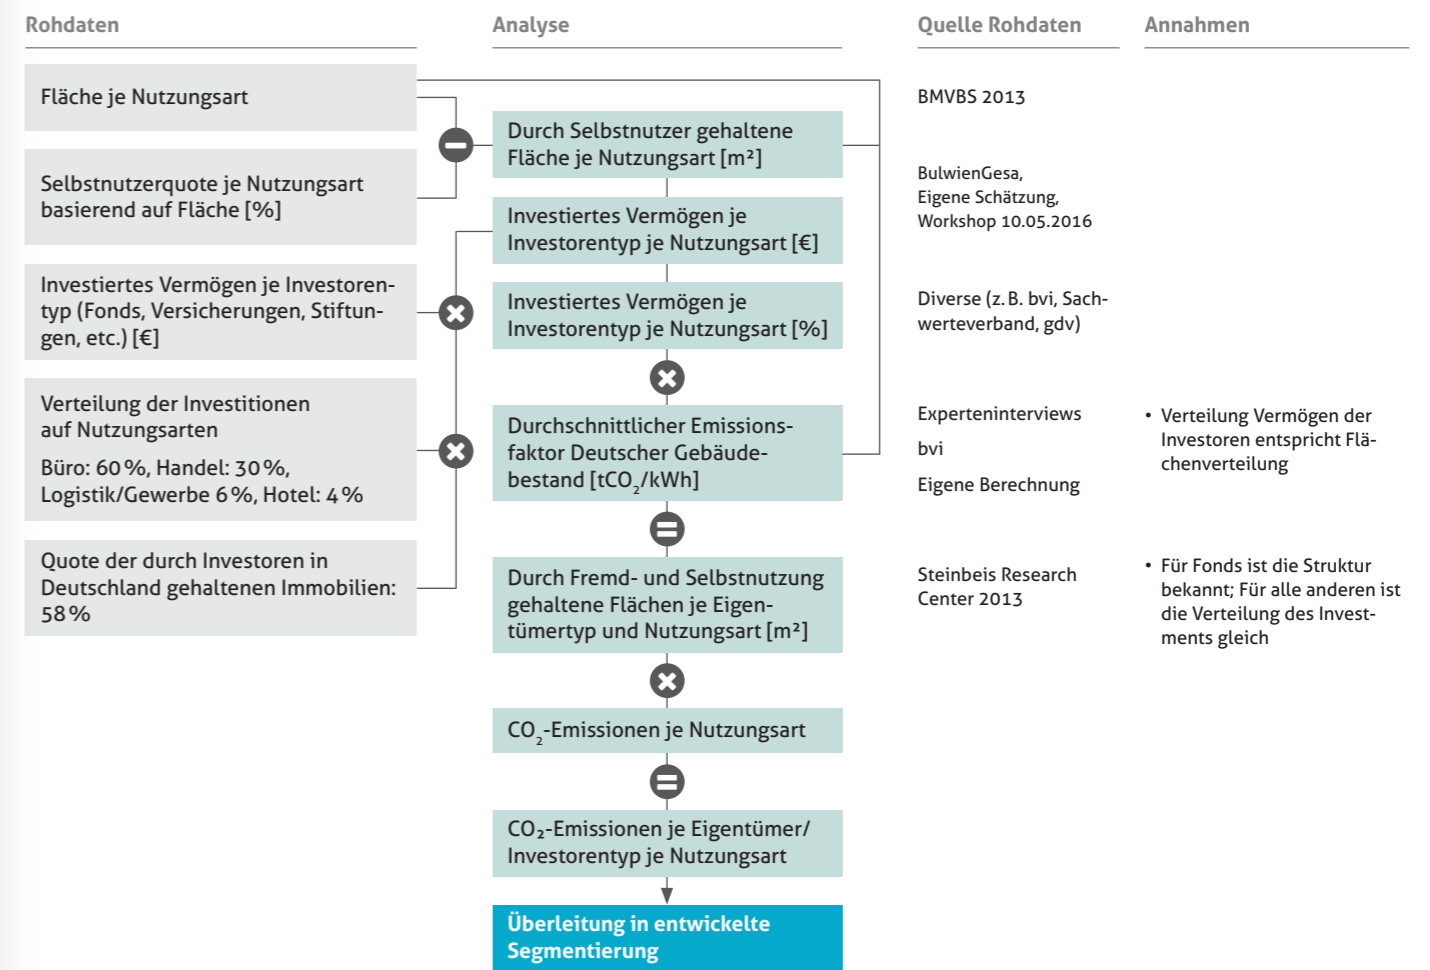 Rohdaten
Fläche je Nutzungsart
Selbstnutzerquote je Nutzungsart
basierend auf Fläche [%]
Investiertes Vermögen je Investoren-
typ (Fonds, Versicherungen, Stiftun-
gen, etc.) [€]
Verteilung der Investitionen
auf Nutzungsarten
Büro: 60 %, Handel: 30 %,
Logistik/Gewerbe 6 %, Hotel: 4 %
Quote der durch Investoren in
Deutschland gehaltenen Immobilien:
58 %
Analyse
Durch Selbstnutzer gehaltene
Fläche je Nutzungsart [m²]
Investiertes Vermögen je
Investorentyp je Nutzungsart [€]
Investiertes Vermögen je
Investorentyp je Nutzungsart [%]
Durchschnittlicher Emissions-
faktor Deutscher Gebäude-
bestand [tCO₂/kWh]
Durch Fremd- und Selbstnutzung
gehaltene Flächen je Eigen-
tümertyp und Nutzungsart [m²]
CO₂-Emissionen je Nutzungsart
CO₂-Emissionen je Eigentümer/
Investorentyp je Nutzungsart
Überleitung in entwickelte
Segmentierung
Quelle Rohdaten
BMVBS 2013
BulwienGesa,
Eigene Schätzung,
Workshop 10.05.2016
Diverse (z. B. bvi, Sach-
werteverband, gdv)
Experteninterviews
bvi
Eigene Berechnung
Steinbeis Research
Center 2013
Annahmen
• Verteilung Vermögen der
Investoren entspricht Flä-
chenverteilung
• Für Fonds ist die Struktur
bekannt; Für alle anderen ist
die Verteilung des Invest-
ments gleich